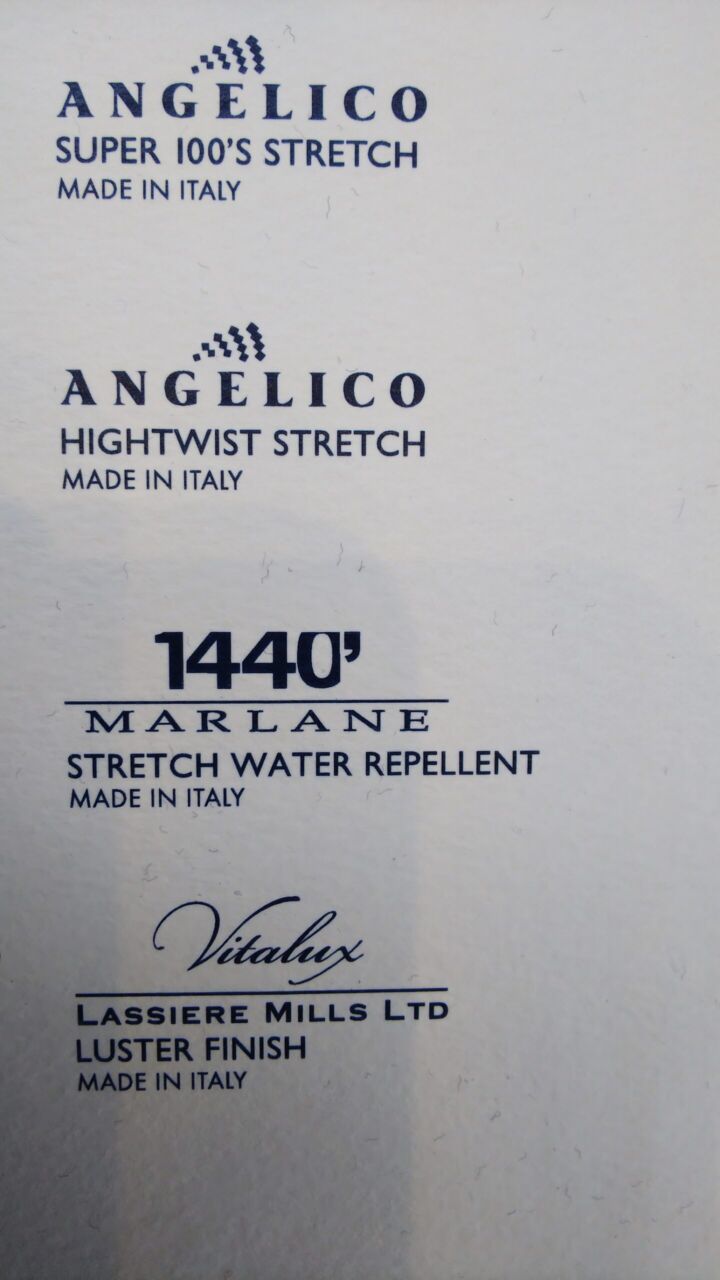 ANGELICO
SUPER 100'S STRETCH
MADE IN ITALY
ANGELICO
HIGHTWIST STRETCH
MADE IN ITALY
1440’
MARLANE
STRETCH WATER REPELLENT
MADE IN ITALY
Vitalux
LASSIERE MILLS LTD
LUSTER FINISH
MADE IN ITALY